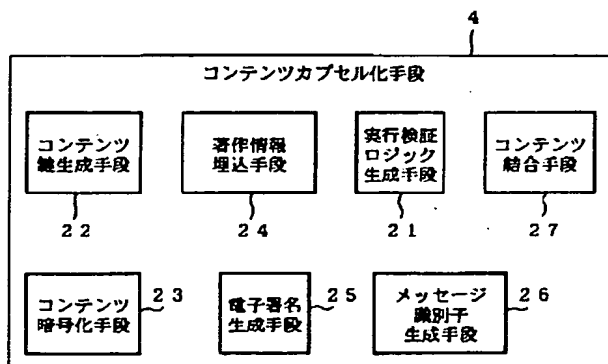 4
コンテンツカプセル化手段
コンテンツ
鍵生成手段
著作情報
埋込手段
実行検証
ロジック
生成手段
コンテンツ
結合手段
22
24
21
27
コンテンツ
暗号化手段
23
電子署名
生成手段
25
メッセージ
識別子
生成手段
26